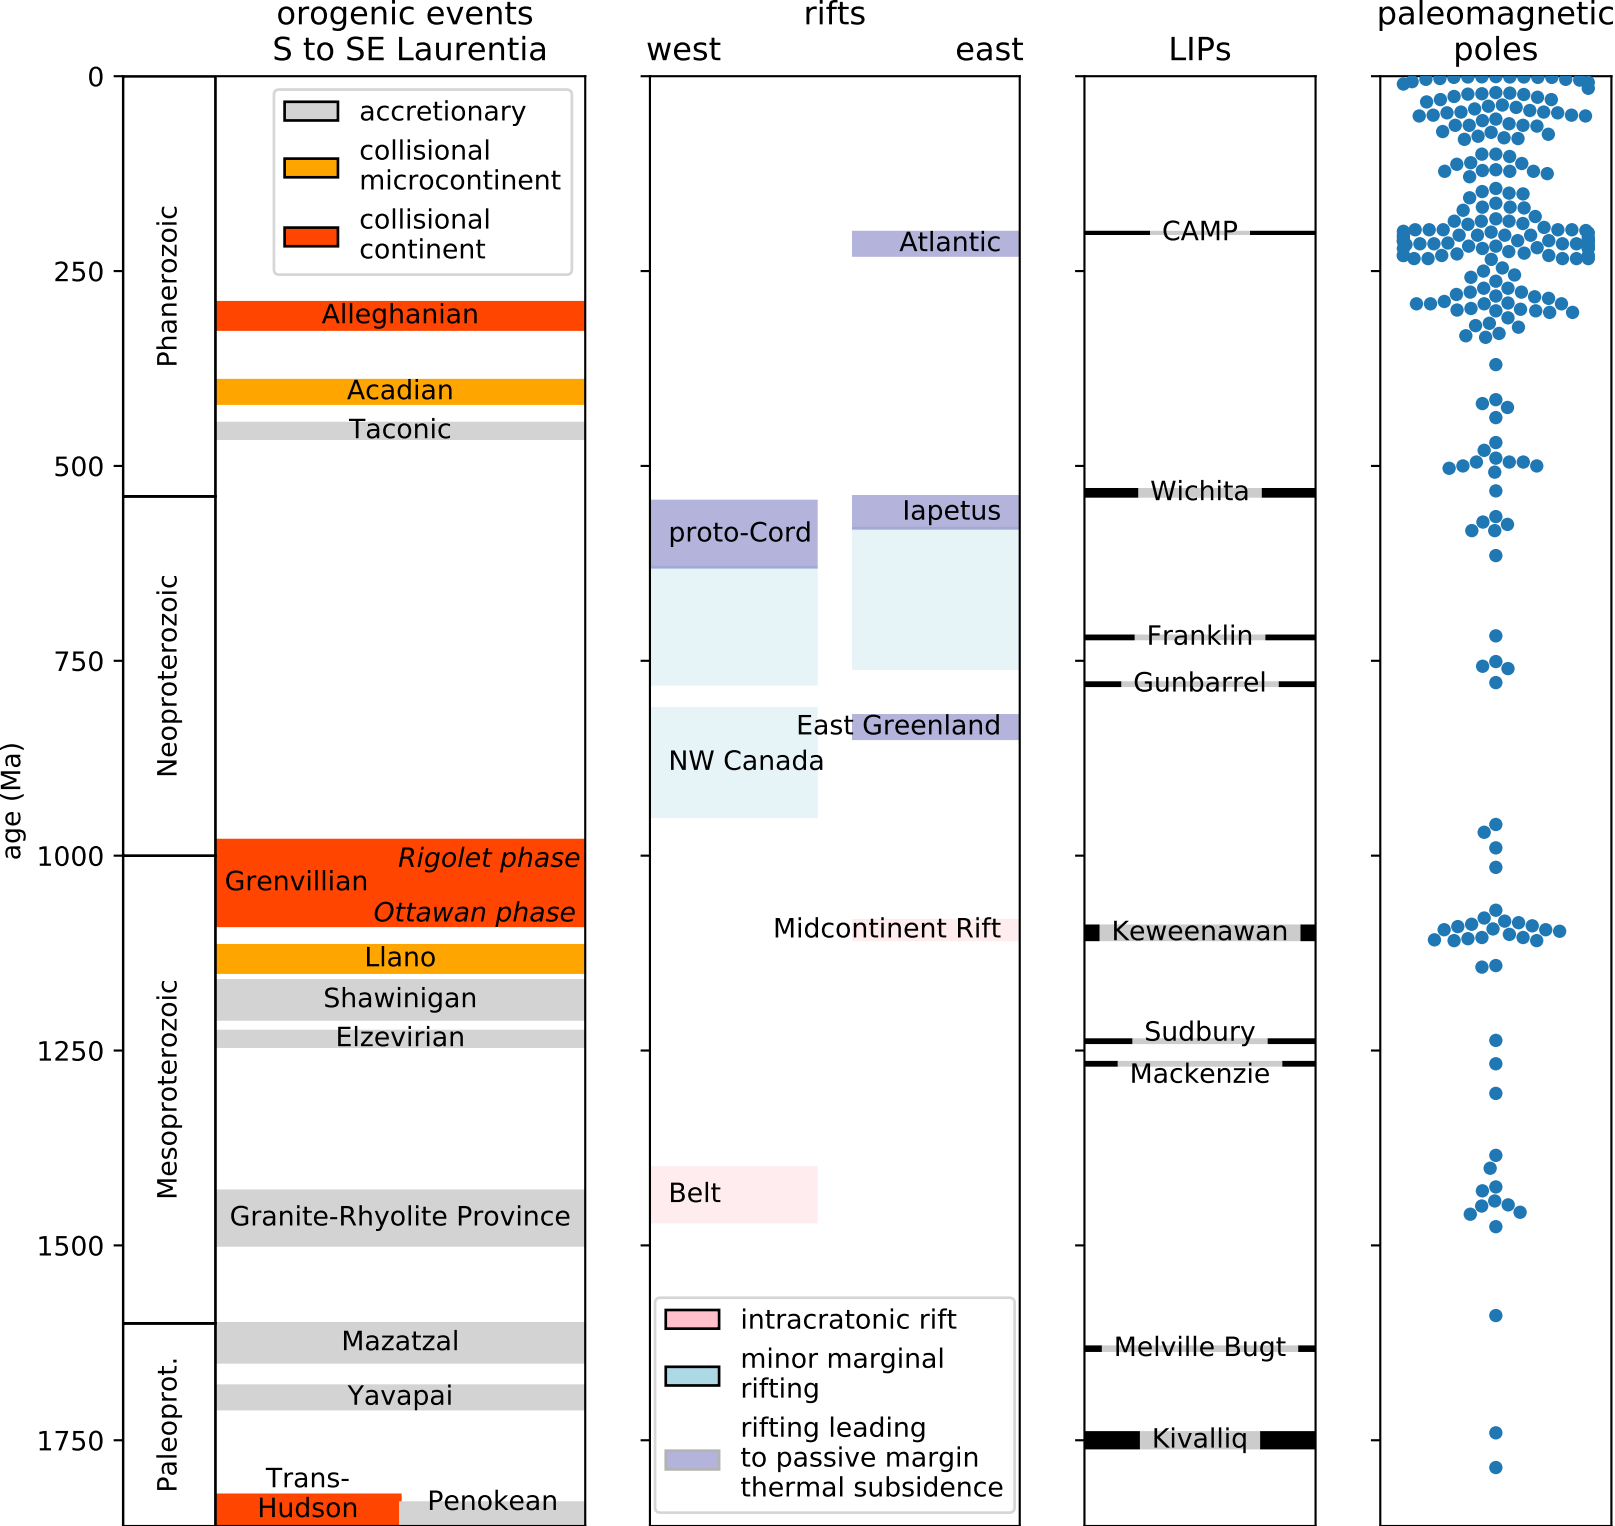 orogenic events
S to SE Laurentia
rifts
west
east
LIPs
paleomagnetic
poles
age (Ma)
0
250
500
750
1000
1250
1500
1750
Phanerozoic
Neoproterozoic
Mesoproterozoic
Paleoprot.
accretionary
collisional
microcontinent
collisional
continent
Alleghanian
Acadian
Taconic
Rigolet phase
Grenvillian
Ottawan phase
Llano
Shawinigan
Elzevirian
Granite-Rhyolite Province
Mazatzal
Yavapai
Trans-
Hudson
Penokean
Atlantic
proto-Cord
Iapetus
East Greenland
NW Canada
Midcontinent Rift
Belt
intracratonic rift
minor marginal
rifting
rifting leading
to passive margin
thermal subsidence
CAMP
Wichita
Franklin
Gunbarrel
Keweenawan
Sudbury
Mackenzie
Melville Bugt
Kivalliq